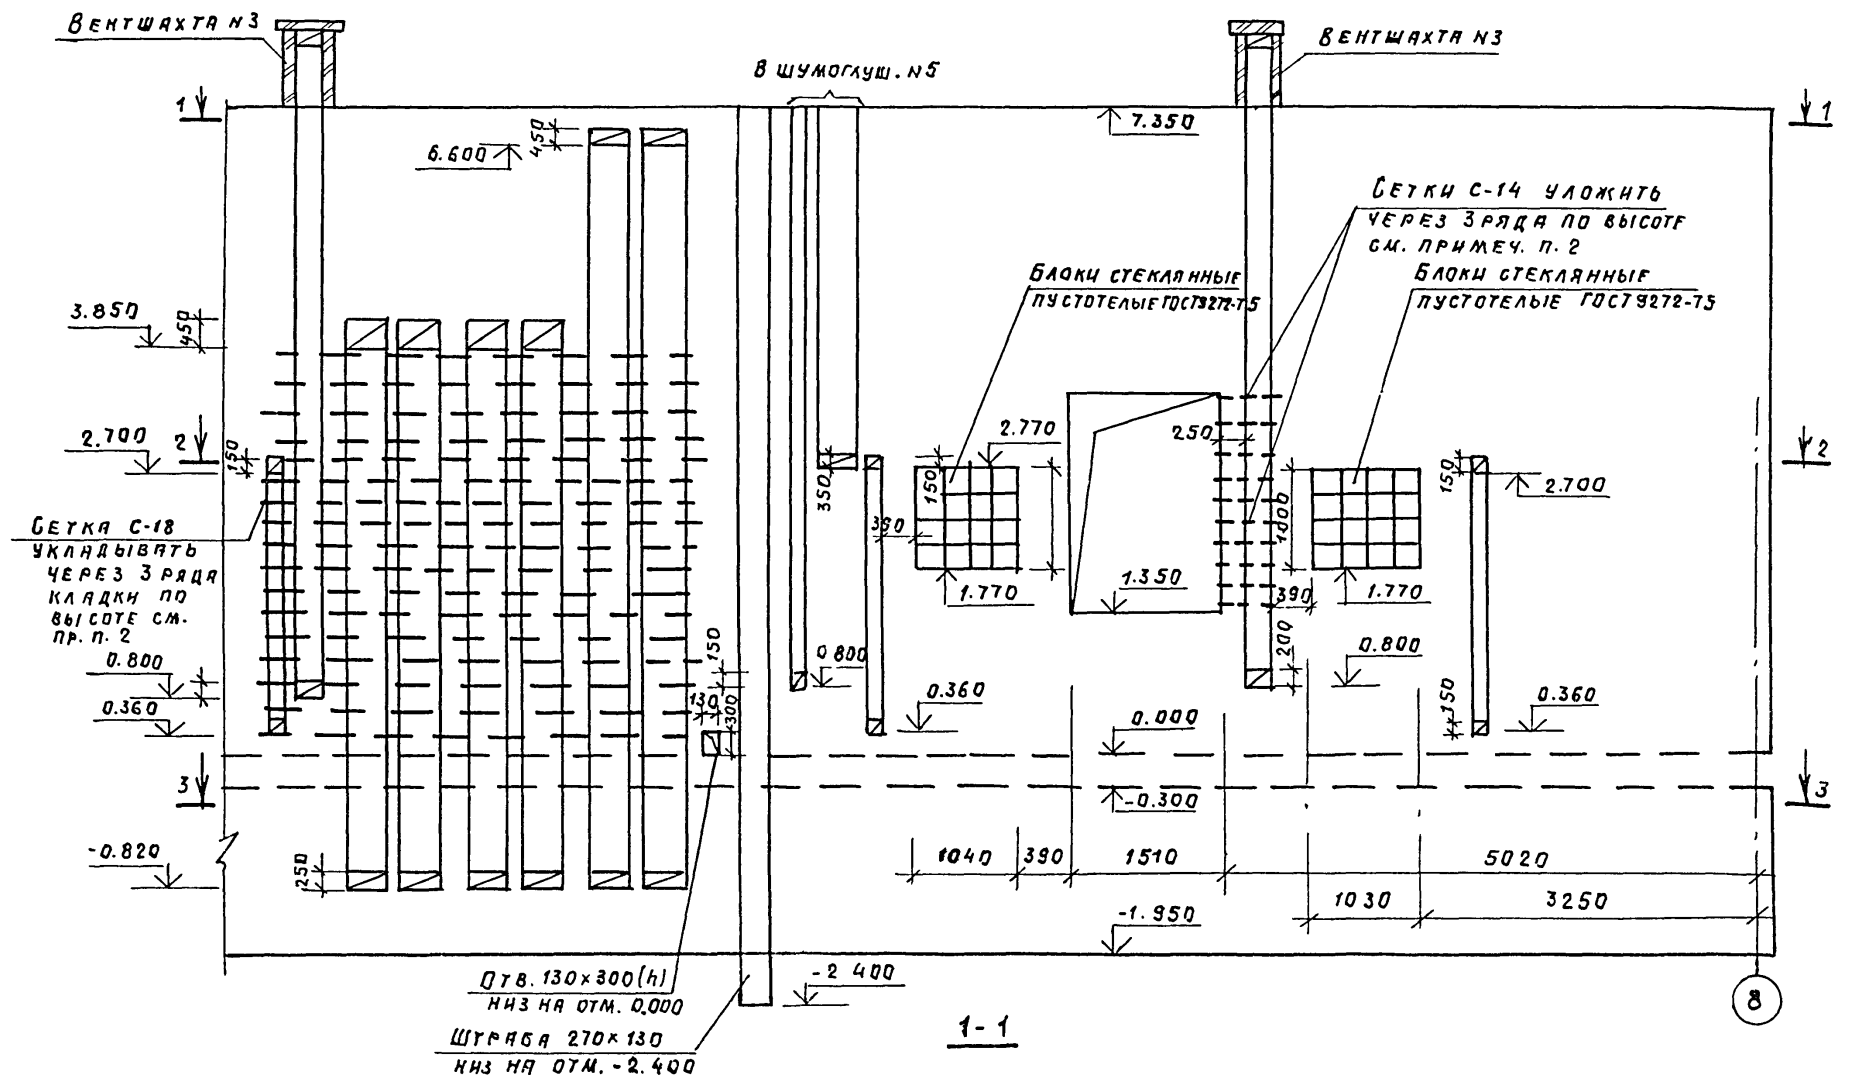 ВЕНТШАХТА N3
В ШУМОГЛУШ. N5
ВЕНТШАХТА N3
1
1
7.350
450
6.600
СЕТКИ С-14 УЛОЖИТЬ
ЧЕРЕЗ 3 РЯДА ПО ВЫСОТЕ
СМ. ПРИМЕЧ. П. 2
БЛОКИ СТЕКЛЯННЫЕ
ПУСТОТЕЛЫЕ ГОСТ9272-75
БЛОКИ СТЕКЛЯННЫЕ
ПУСТОТЕЛЫЕ ГОСТ9272-75
3.850
450
2.700
2
150
2.770
250
2
150
350
150
1000
2.700
СЕТКА С-18
УКЛАДЫВАТЬ
ЧЕРЕЗ 3 РЯДА
КЛАДКИ ПО
ВЫСОТЕ СМ.
ПР. П. 2
390
1.770
1.350
390
1.770
0.800
150
0 800
200
0.800
0.360
130
300
0.360
150
0.360
0.000
3
-0.300
3
-0.820
250
1040
390
1510
5020
1030
3250
-1.950
ОТВ. 130×300(h)
НИЗ НА ОТМ. 0.000
-2 400
8
ШТРАБА 270×130
НИЗ НА ОТМ. -2.400
1-1